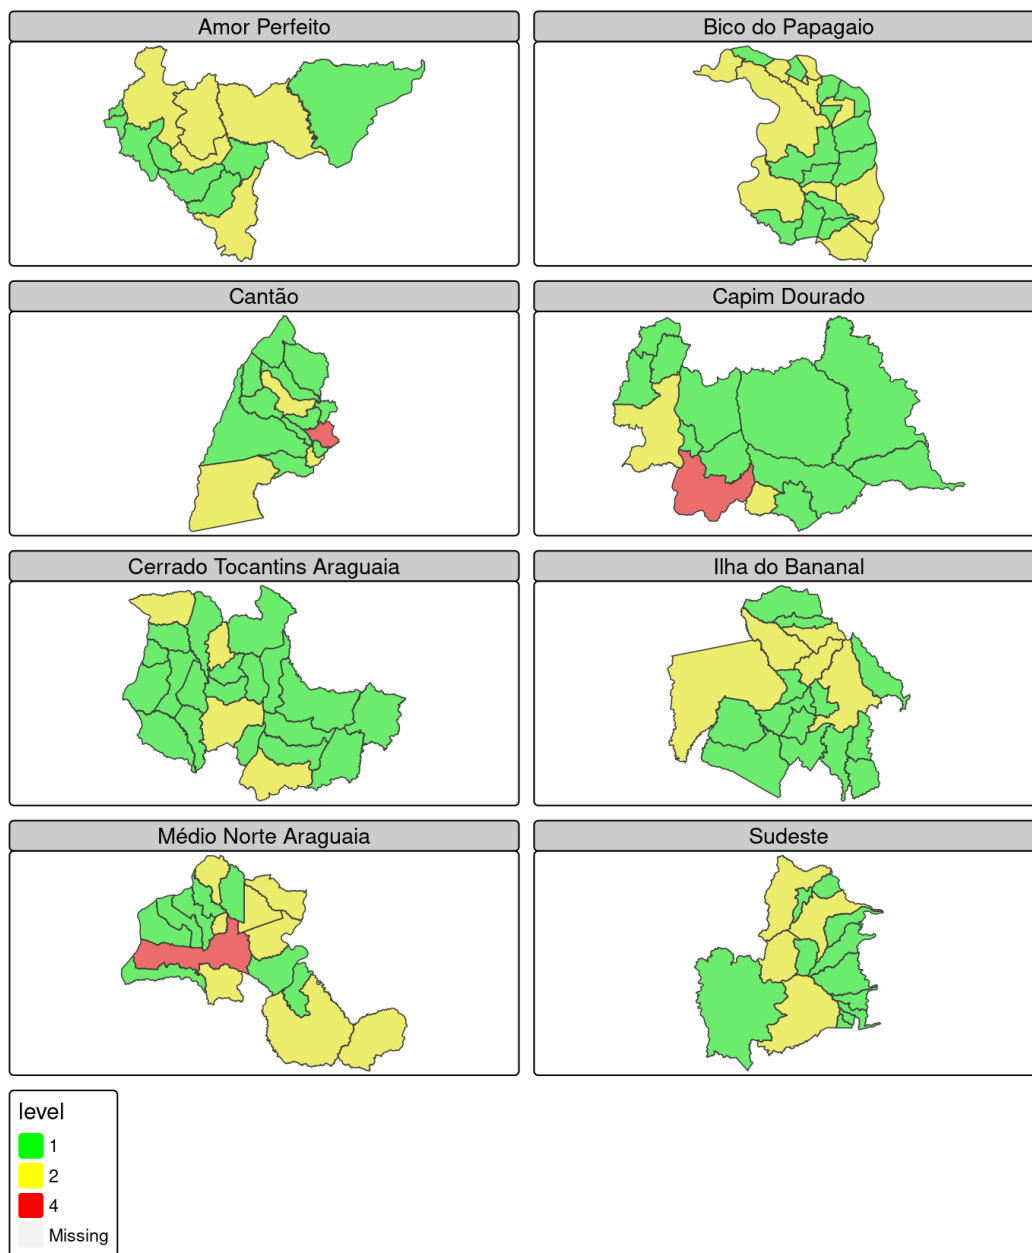 Amor Perfeito
Bico do Papagaio
Cantão
Capim Dourado
Cerrado Tocantins Araguaia
Ilha do Bananal
Médio Norte Araguaia
Sudeste
level
1
2
4
Missing